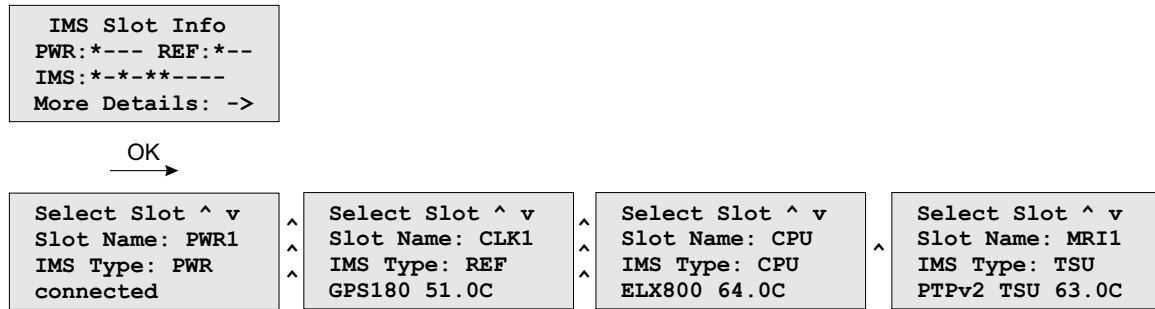 IMS Slot Info
PWR:*--- REF:*--
IMS:*-*-**----
More Details: ->
OK
Select Slot ^ v
Slot Name: PWR1
IMS Type: PWR
connected
^
^
^
Select Slot ^ v
Slot Name: CLK1
IMS Type: REF
GPS180 51.0C
^
^
^
Select Slot ^ v
Slot Name: CPU
IMS Type: CPU
ELX800 64.0C
^
Select Slot ^ v
Slot Name: MRI1
IMS Type: TSU
PTPv2 TSU 63.0C